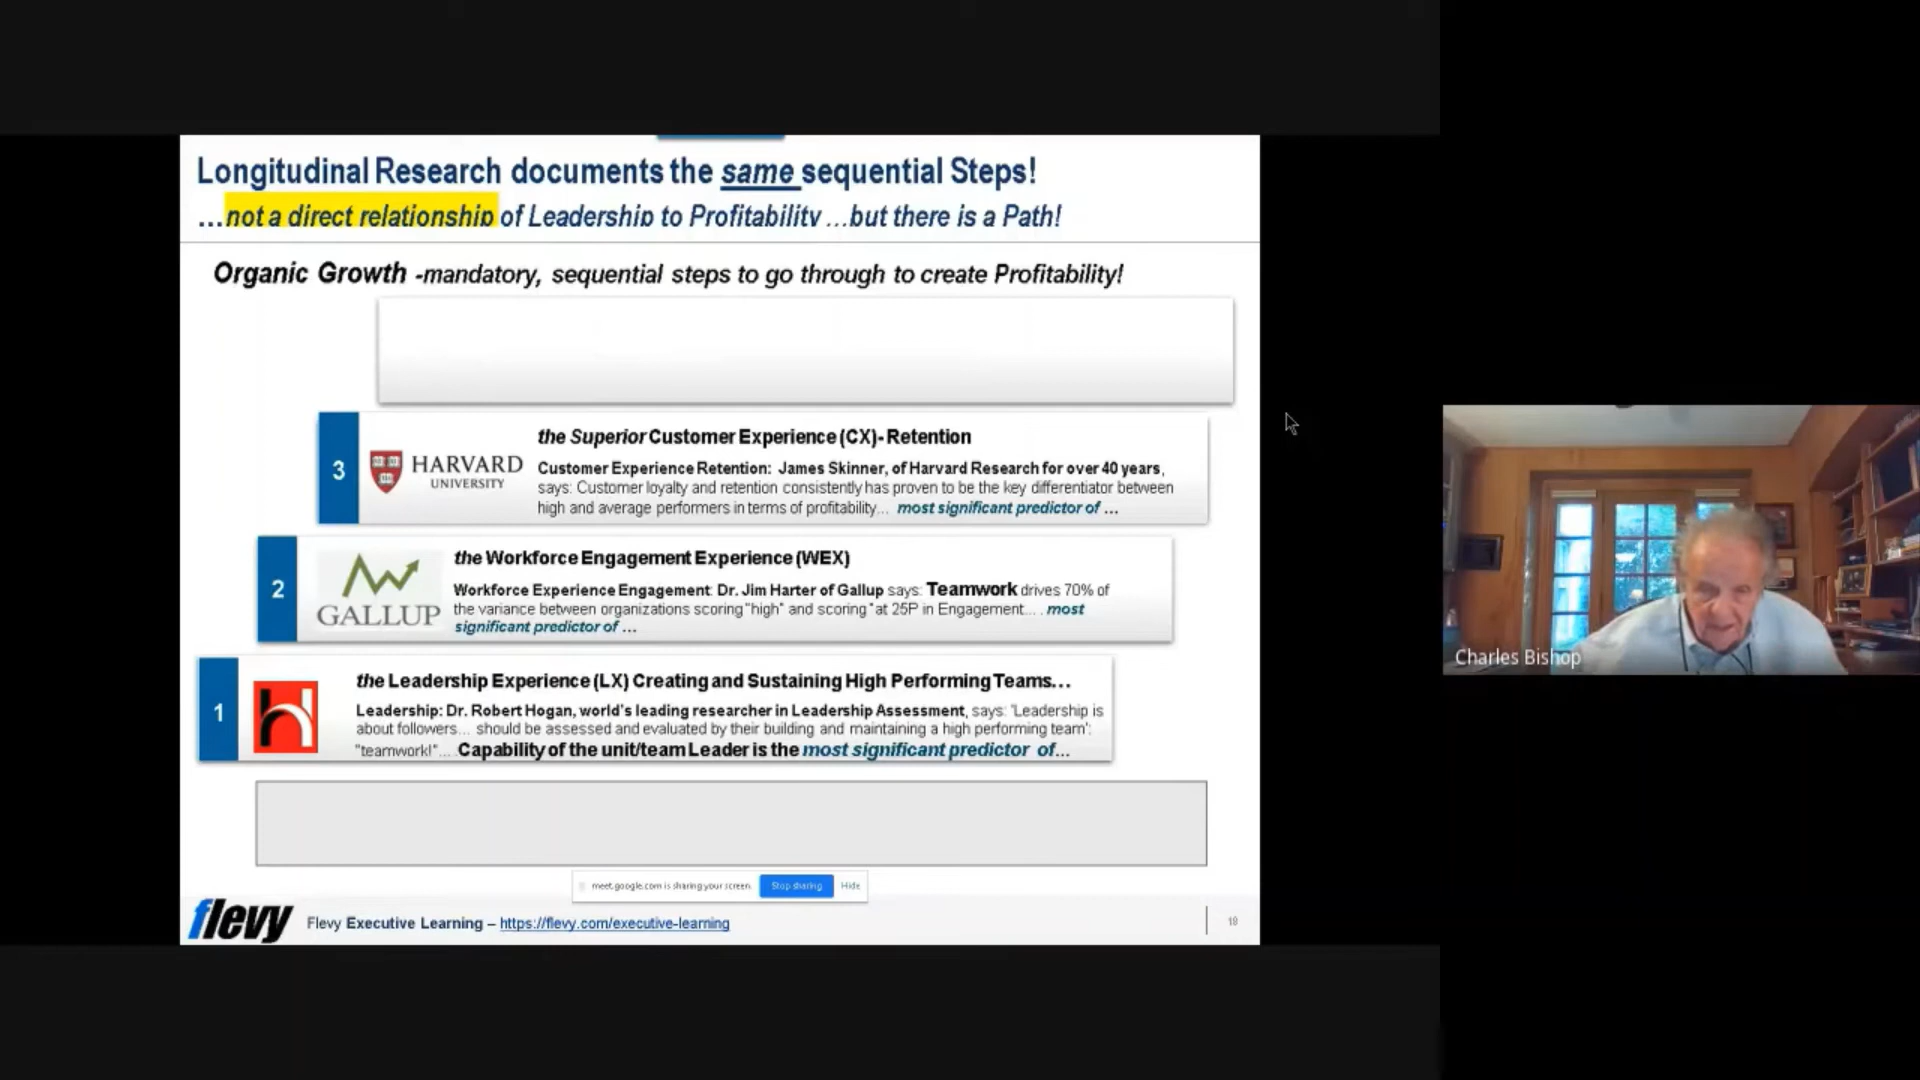 Longitudinal Research documents the same sequential Steps!
…not a direct relationship of Leadership to Profitability …but there is a Path!
Organic Growth -mandatory, sequential steps to go through to create Profitability!
3
HARVARD
UNIVERSITY
the Superior Customer Experience (CX)- Retention
Customer Experience Retention: James Skinner, of Harvard Research for over 40 years,
says: Customer loyalty and retention consistently has proven to be the key differentiator between
high and average performers in terms of profitability… most significant predictor of …
2
GALLUP
the Workforce Engagement Experience (WEX)
Workforce Experience Engagement: Dr. Jim Harter of Gallup says: Teamwork drives 70% of
the variance between organizations scoring "high" and scoring "at 25P in Engagement… . most
significant predictor of …
1
h
the Leadership Experience (LX) Creating and Sustaining High Performing Teams…
Leadership: Dr. Robert Hogan, world's leading researcher in Leadership Assessment, says: 'Leadership is
about followers… should be assessed and evaluated by their building and maintaining a high performing team':
"teamwork!"… Capability of the unit/team Leader is the most significant predictor of…
meet.google.com is sharing your screen.
Stop sharing
Hide
flevy
Flevy Executive Learning – https://flevy.com/executive-learning
18
Charles Bishop